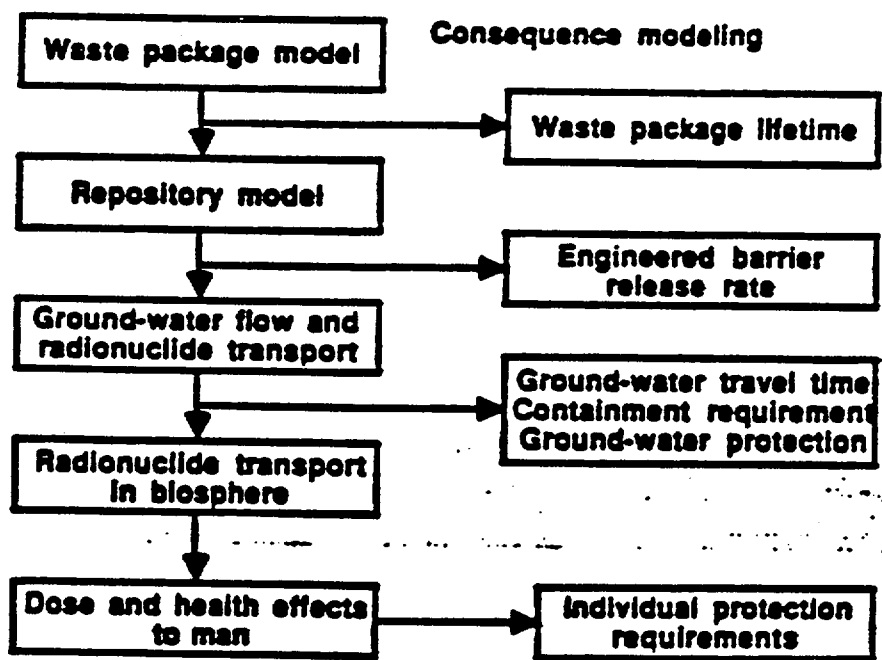 Waste package model
Consequence modeling
Waste package lifetime
Repository model
Engineered barrier
release rate
Ground-water flow and
radionuclide transport
Ground-water travel time
Containment requirement
Ground-water protection
Radionuclide transport
in biosphere
Dose and health effects
to man
Individual protection
requirements